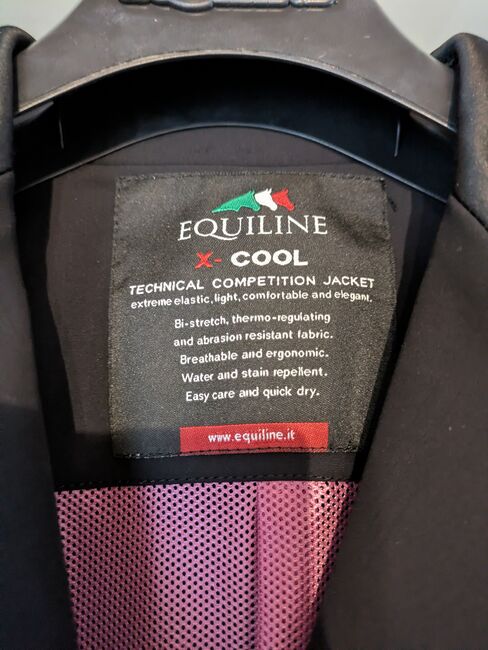 EQUILINE
X- COOL
TECHNICAL COMPETITION JACKET
extreme elastic, light, comfortable and elegant.
Bi-stretch, thermo-regulating
and abrasion resistant fabric.
Breathable and ergonomic.
Water and stain repellent.
Easy care and quick dry.
www.equiline.it